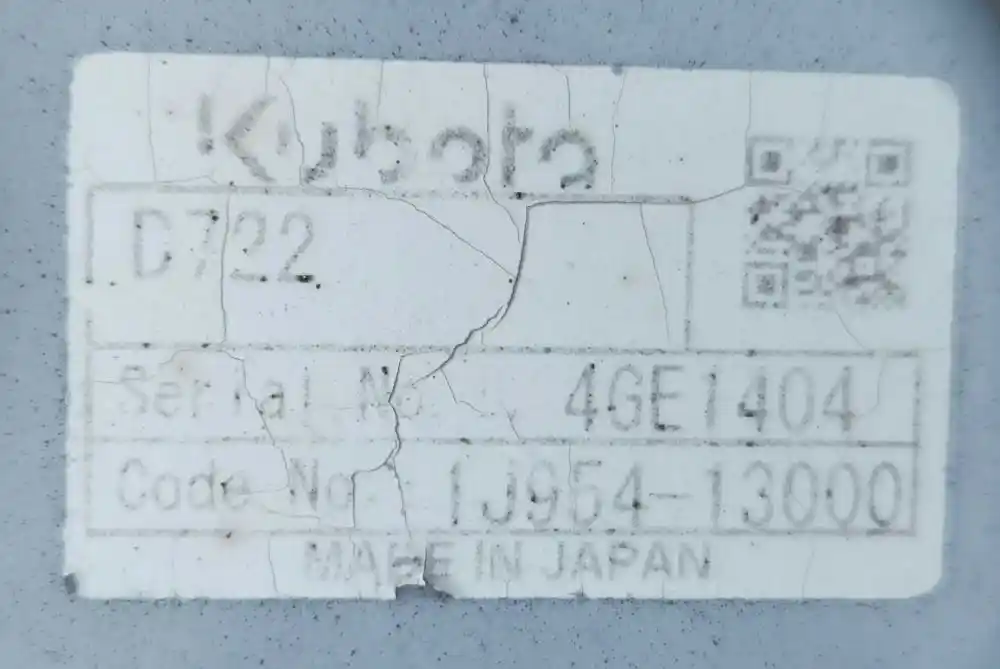 Kubota
D722
Serial No. 4GE1404
Code No. 1J954-13000
MADE IN JAPAN